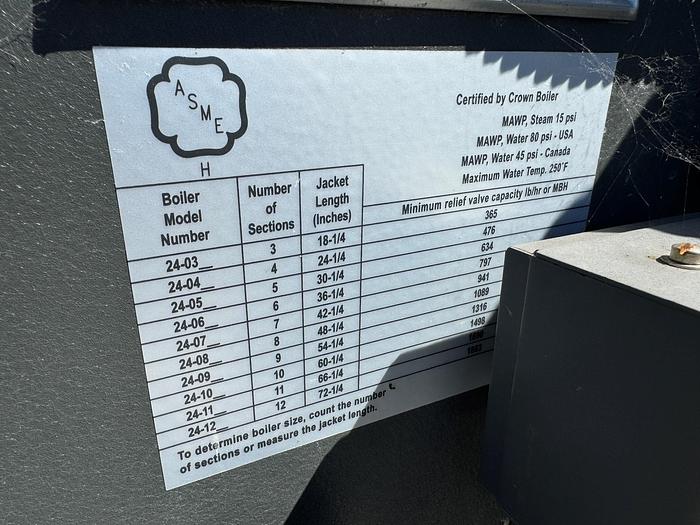 ASME
H
Certified by Crown Boiler
MAWP, Steam 15 psi
MAWP, Water 80 psi - USA
MAWP, Water 45 psi - Canada
Maximum Water Temp. 250°F
Boiler Model Number | Number of Sections | Jacket Length (Inches) | Minimum relief valve capacity lb/hr or MBH
24-03__ 3 18-1/4 365
24-04__ 4 24-1/4 476
24-05__ 5 30-1/4 634
24-06__ 6 36-1/4 797
24-07__ 7 42-1/4 941
24-08__ 8 48-1/4 1089
24-09__ 9 54-1/4 1316
24-10__ 10 60-1/4 1498
24-11__ 11 66-1/4
24-12__ 12 72-1/4
To determine boiler size, count the number
of sections or measure the jacket length.